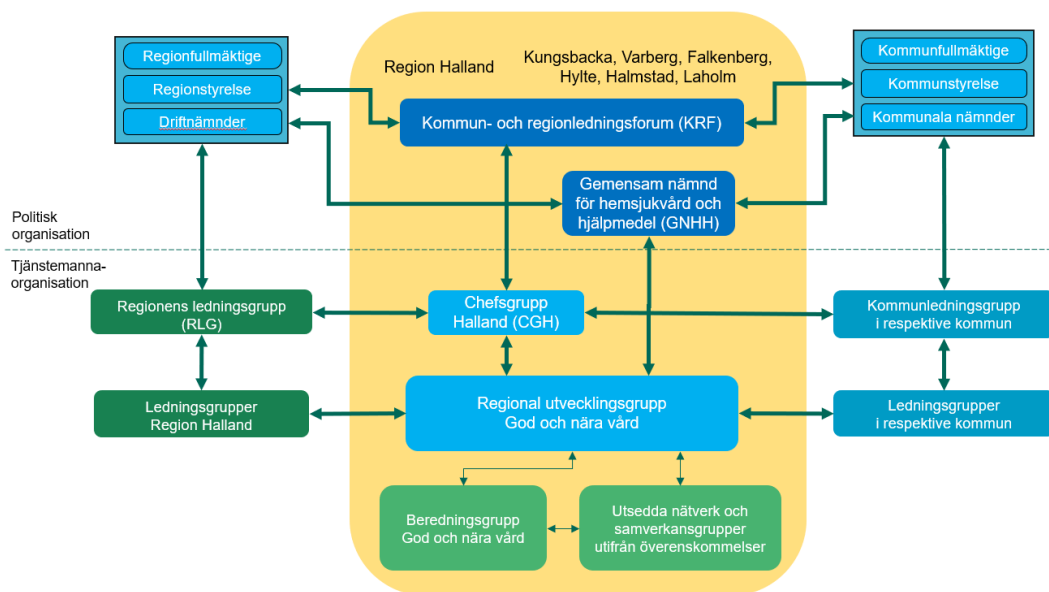 Regionfullmäktige
Regionstyrelse
Driftnämnder
Region Halland
Kungsbacka, Varberg, Falkenberg,
Hylte, Halmstad, Laholm
Kommunfullmäktige
Kommunstyrelse
Kommunala nämnder
Kommun- och regionledningsforum (KRF)
Gemensam nämnd
för hemsjukvård och
hjälpmedel (GNHH)
Politisk
organisation
Tjänstemanna-
organisation
Regionens ledningsgrupp
(RLG)
Chefsgrupp
Halland (CGH)
Kommunledningsgrupp
i respektive kommun
Ledningsgrupper
Region Halland
Regional utvecklingsgrupp
God och nära vård
Ledningsgrupper
i respektive kommun
Beredningsgrupp
God och nära vård
Utsedda nätverk och
samverkansgrupper
utifrån överenskommelser